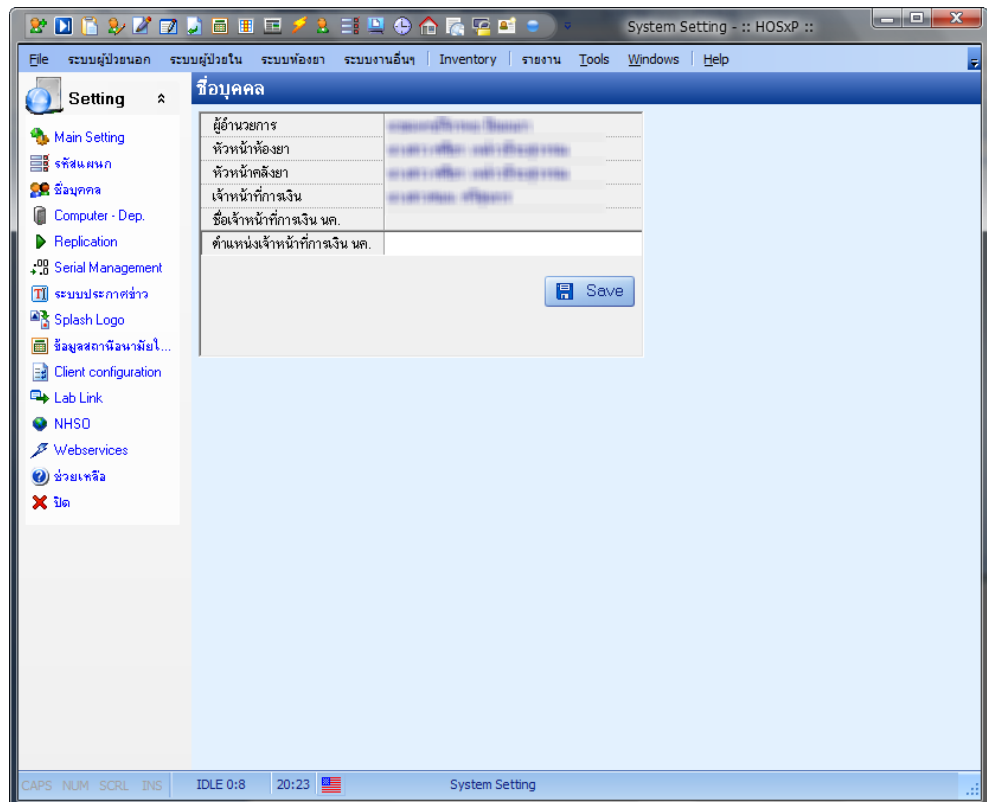 System Setting - :: HOSxP ::
File ระบบผู้ป่วยนอก ระบบผู้ป่วยใน ระบบห้องยา ระบบงานอื่นๆ Inventory รายงาน Tools Windows Help
Setting
Main Setting
รหัสแผนก
ชื่อบุคคล
Computer - Dep.
Replication
Serial Management
ระบบประกาศข่าว
Splash Logo
ข้อมูลสถานีอนามัยใ...
Client configuration
Lab Link
NHSO
Webservices
ช่วยเหลือ
ปิด
ชื่อบุคคล
ผู้อำนวยการ
หัวหน้าห้องยา
หัวหน้าคลังยา
เจ้าหน้าที่การเงิน
ชื่อเจ้าหน้าที่การเงิน นค.
ตำแหน่งเจ้าหน้าที่การเงิน นค.
Save
CAPS NUM SCRL INS IDLE 0:8 20:23 System Setting